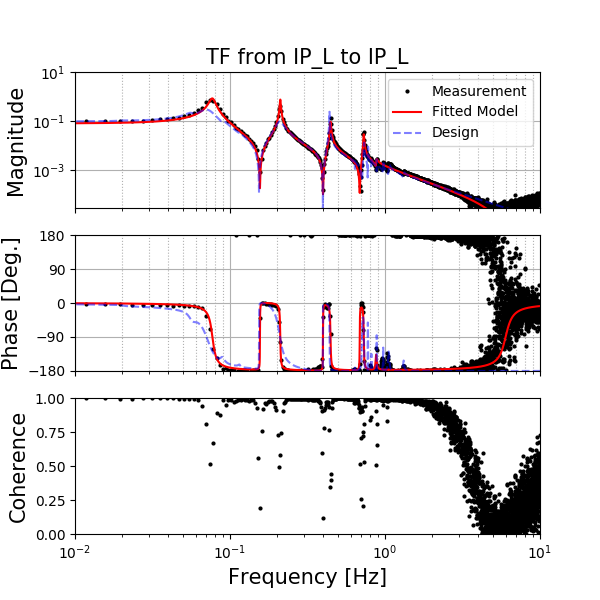 TF from IP_L to IP_L
Magnitude
10^1
10^-1
10^-3
Measurement
Fitted Model
Design
Phase [Deg.]
180
90
0
−90
−180
Coherence
1.00
0.75
0.50
0.25
0.00
10^-2
10^-1
10^0
10^1
Frequency [Hz]